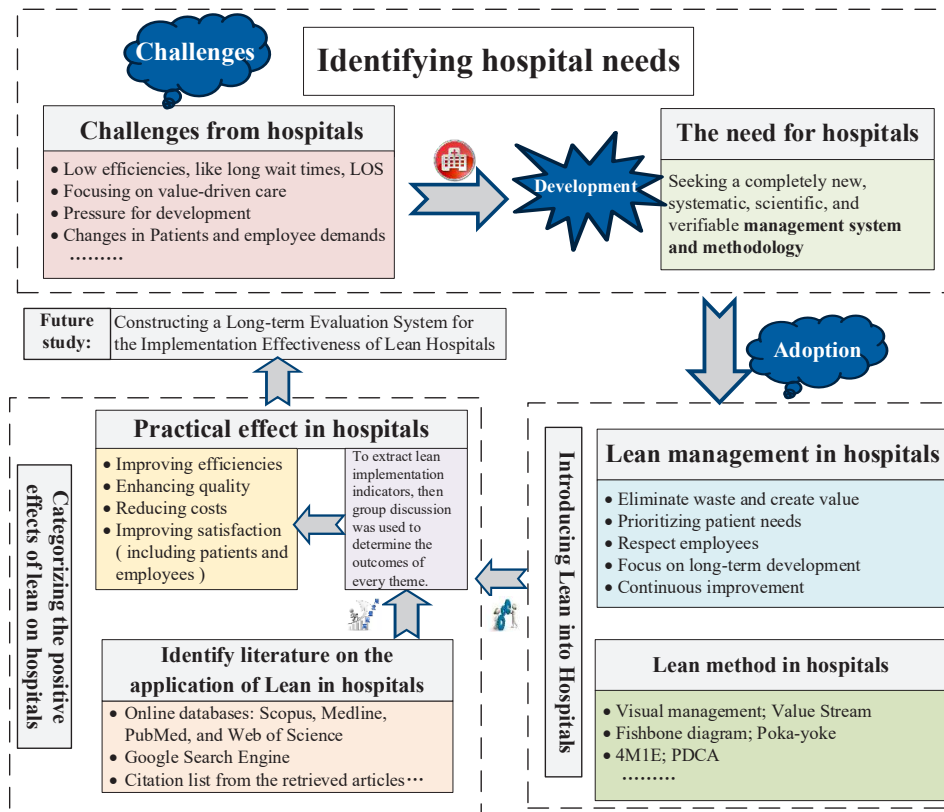 Challenges
Identifying hospital needs
Challenges from hospitals
• Low efficiencies, like long wait times, LOS
• Focusing on value-driven care
• Pressure for development
• Changes in Patients and employee demands
………
Development
The need for hospitals
Seeking a completely new,
systematic, scientific, and
verifiable management system
and methodology
Future
study:
Constructing a Long-term Evaluation System for
the Implementation Effectiveness of Lean Hospitals
Adoption
Categorizing the positive
effects of lean on hospitals
Practical effect in hospitals
• Improving efficiencies
• Enhancing quality
• Reducing costs
• Improving satisfaction
( including patients and
employees )
To extract lean
implementation
indicators, then
group discussion
was used to
determine the
outcomes of
every theme.
Identify literature on the
application of Lean in hospitals
• Online databases: Scopus, Medline,
PubMed, and Web of Science
• Google Search Engine
• Citation list from the retrieved articles…
Introducing Lean into Hospitals
Lean management in hospitals
• Eliminate waste and create value
• Prioritizing patient needs
• Respect employees
• Focus on long-term development
• Continuous improvement
Lean method in hospitals
• Visual management; Value Stream
• Fishbone diagram; Poka-yoke
• 4M1E; PDCA
………